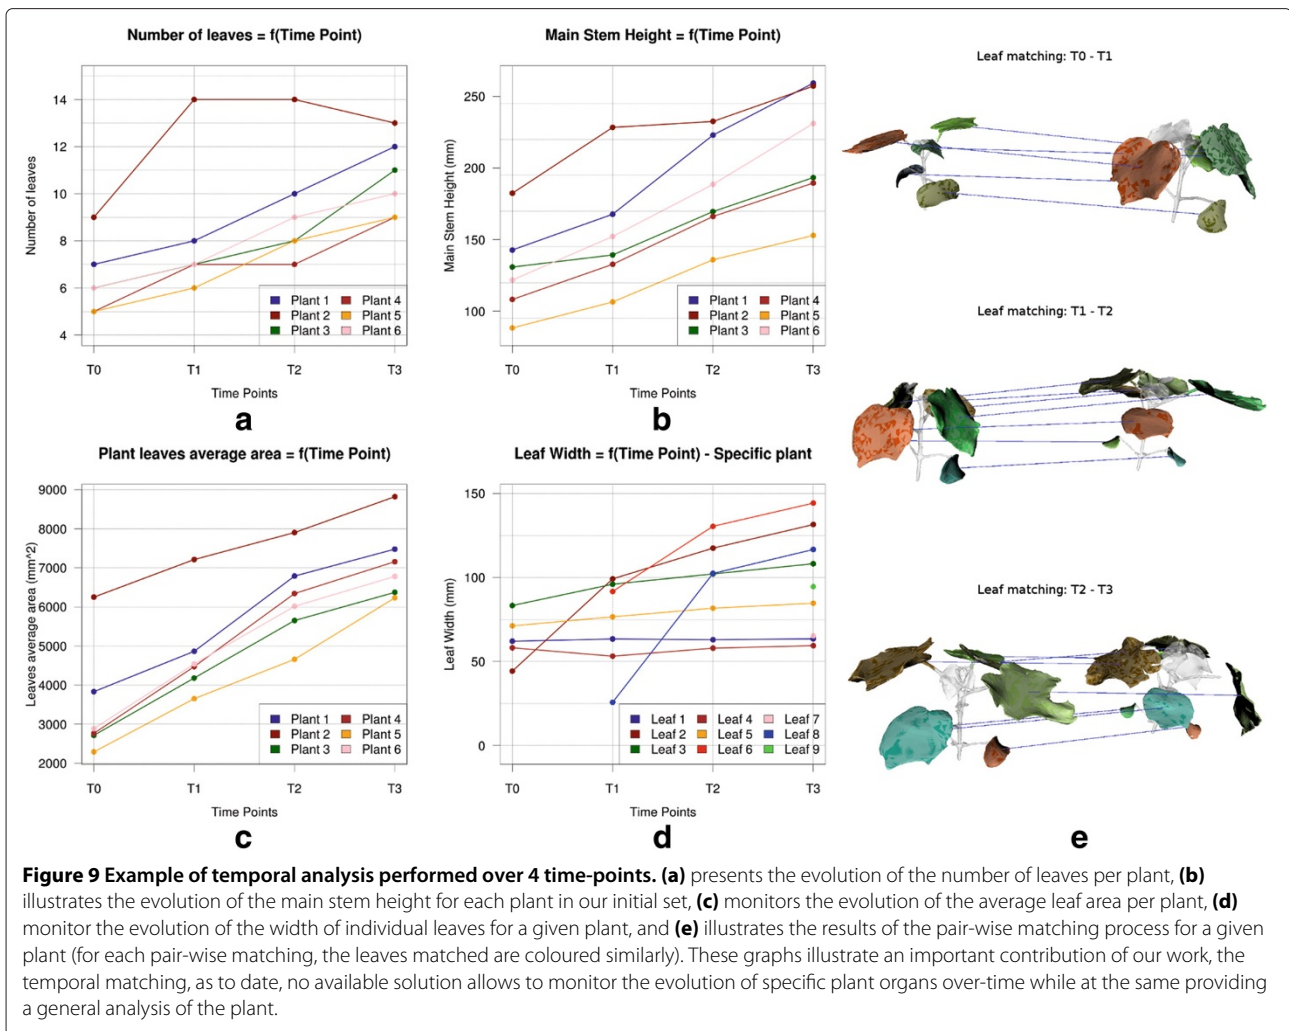 Number of leaves = f(Time Point)
Number of leaves
14
12
10
8
6
4
T0 T1 T2 T3
Time Points
Plant 1 Plant 4
Plant 2 Plant 5
Plant 3 Plant 6
a
Main Stem Height = f(Time Point)
Main Stem Height (mm)
250
200
150
100
T0 T1 T2 T3
Time Points
Plant 1 Plant 4
Plant 2 Plant 5
Plant 3 Plant 6
b
Plant leaves average area = f(Time Point)
Leaves average area (mm^2)
9000
8000
7000
6000
5000
4000
3000
2000
T0 T1 T2 T3
Time Points
Plant 1 Plant 4
Plant 2 Plant 5
Plant 3 Plant 6
c
Leaf Width = f(Time Point) - Specific plant
Leaf Width (mm)
150
100
50
0
T0 T1 T2 T3
Time Points
Leaf 1 Leaf 4 Leaf 7
Leaf 2 Leaf 5 Leaf 8
Leaf 3 Leaf 6 Leaf 9
d
Leaf matching: T0 - T1
Leaf matching: T1 - T2
Leaf matching: T2 - T3
e
Figure 9 Example of temporal analysis performed over 4 time-points. (a) presents the evolution of the number of leaves per plant, (b)
illustrates the evolution of the main stem height for each plant in our initial set, (c) monitors the evolution of the average leaf area per plant, (d)
monitor the evolution of the width of individual leaves for a given plant, and (e) illustrates the results of the pair-wise matching process for a given
plant (for each pair-wise matching, the leaves matched are coloured similarly). These graphs illustrate an important contribution of our work, the
temporal matching, as to date, no available solution allows to monitor the evolution of specific plant organs over-time while at the same providing
a general analysis of the plant.